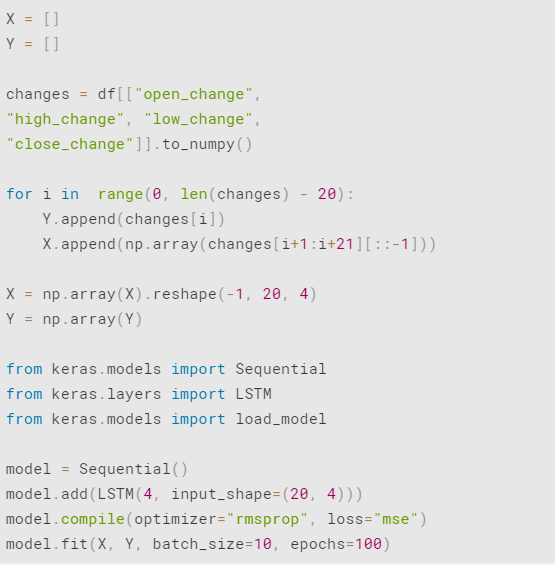 X = []
Y = []
changes = df[["open_change",
"high_change", "low_change",
"close_change"]].to_numpy()
for i in  range(0, len(changes) - 20):
    Y.append(changes[i])
    X.append(np.array(changes[i+1:i+21][::-1]))
X = np.array(X).reshape(-1, 20, 4)
Y = np.array(Y)
from keras.models import Sequential
from keras.layers import LSTM
from keras.models import load_model
model = Sequential()
model.add(LSTM(4, input_shape=(20, 4)))
model.compile(optimizer="rmsprop", loss="mse")
model.fit(X, Y, batch_size=10, epochs=100)